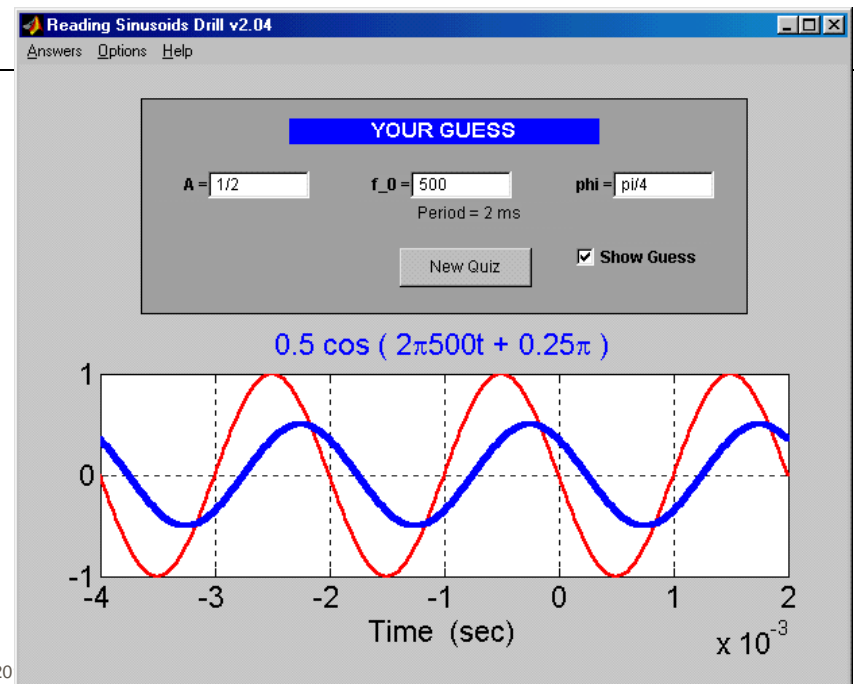 Reading Sinusoids Drill v2.04
Answers Options Help
YOUR GUESS
A = 1/2 f_0 = 500 phi = pi/4
Period = 2 ms
New Quiz Show Guess
0.5 cos ( 2π500t + 0.25π )
1
0
-1
-4 -3 -2 -1 0 1 2
Time (sec)
x 10⁻³
20